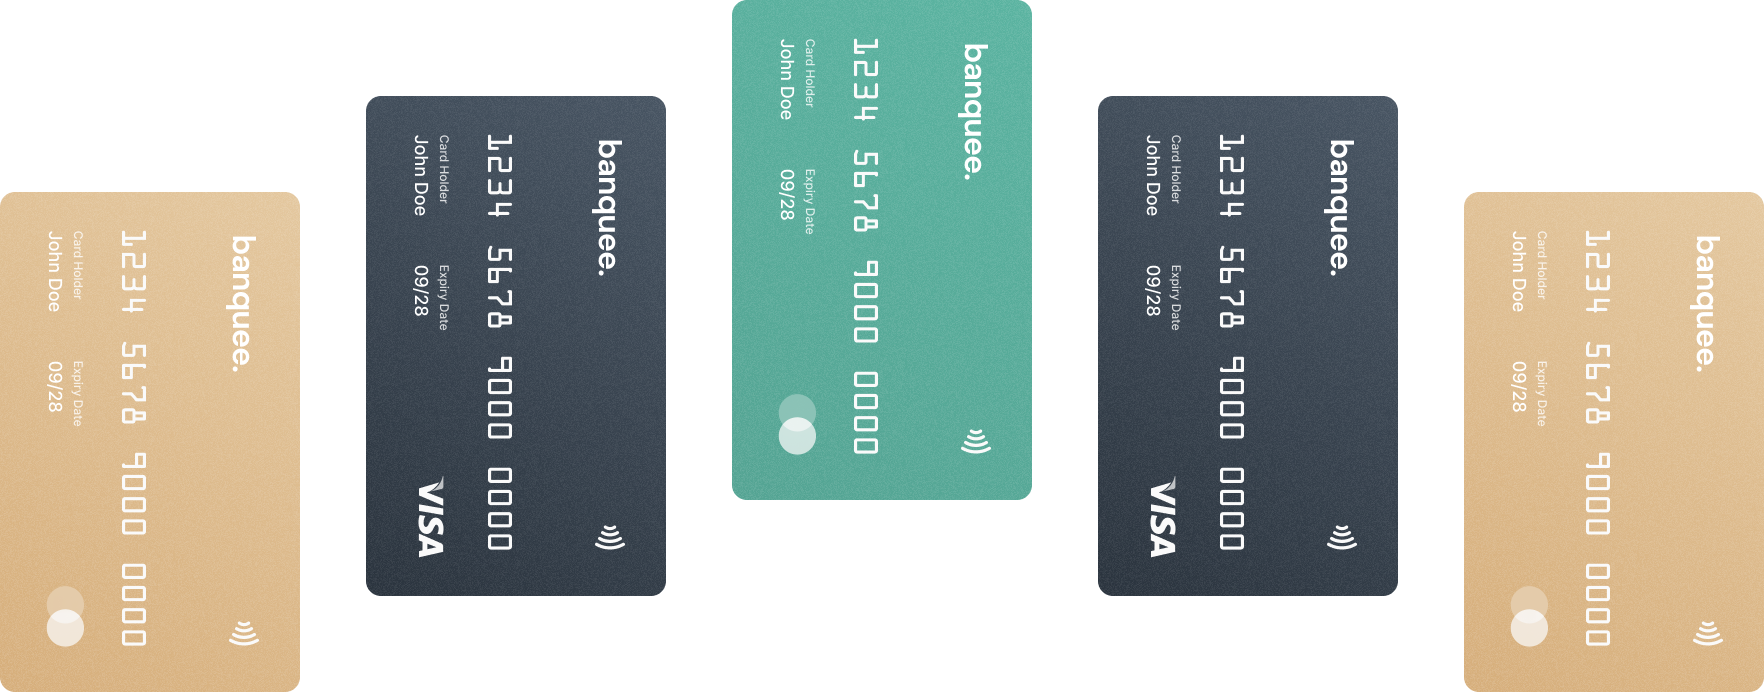 banquee.
1234 5678 9000 0000
Card Holder Expiry Date
John Doe 09/28
banquee.
1234 5678 9000 0000
Card Holder Expiry Date
John Doe 09/28
VISA
banquee.
1234 5678 9000 0000
Card Holder Expiry Date
John Doe 09/28
banquee.
1234 5678 9000 0000
Card Holder Expiry Date
John Doe 09/28
VISA
banquee.
1234 5678 9000 0000
Card Holder Expiry Date
John Doe 09/28